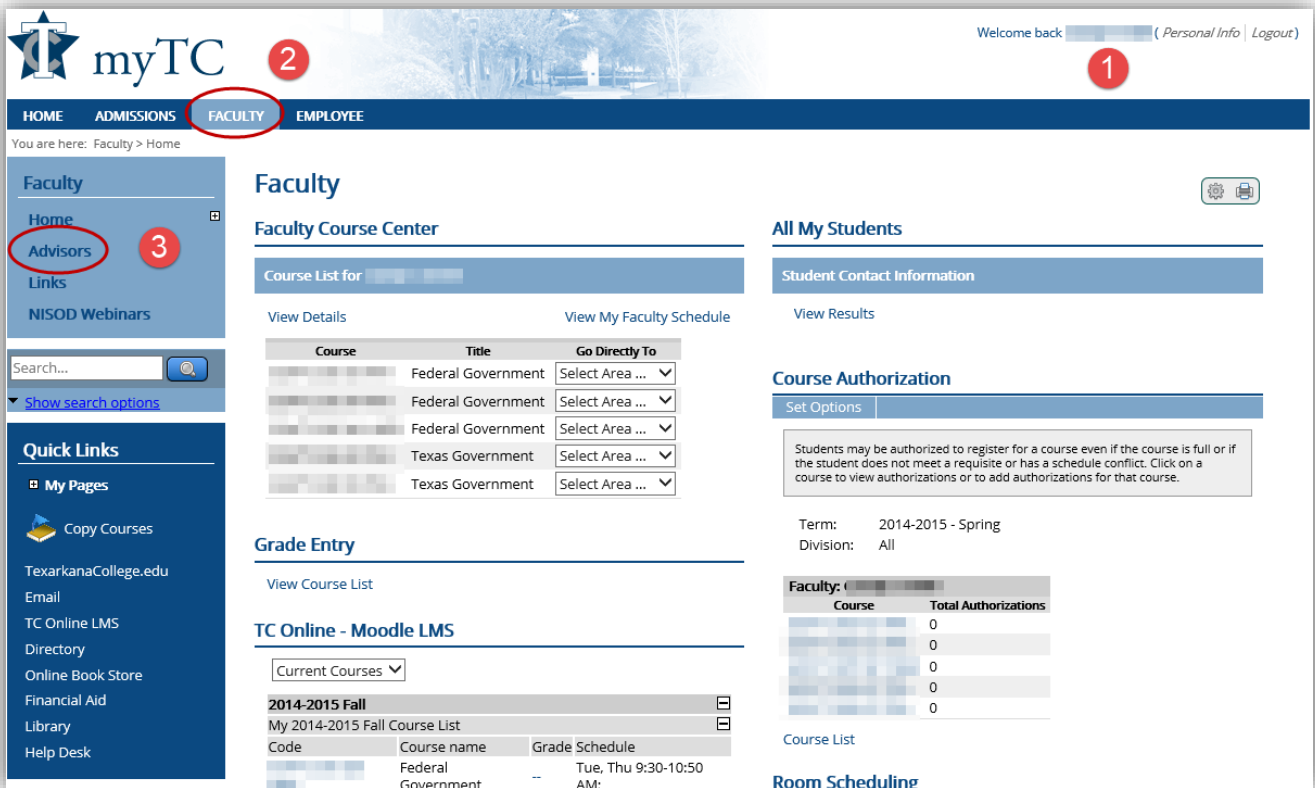 myTC
2
Welcome back ( Personal Info | Logout )
1
HOME ADMISSIONS FACULTY EMPLOYEE
You are here: Faculty > Home
Faculty
Home
Advisors
3
Links
NISOD Webinars
Search...
Show search options
Quick Links
My Pages
Copy Courses
TexarkanaCollege.edu
Email
TC Online LMS
Directory
Online Book Store
Financial Aid
Library
Help Desk
Faculty
Faculty Course Center
Course List for
View Details View My Faculty Schedule
Course Title Go Directly To
Federal Government Select Area ...
Federal Government Select Area ...
Federal Government Select Area ...
Texas Government Select Area ...
Texas Government Select Area ...
Grade Entry
View Course List
TC Online - Moodle LMS
Current Courses
2014-2015 Fall
My 2014-2015 Fall Course List
Code Course name Grade Schedule
Federal -- Tue, Thu 9:30-10:50
Government AM;
All My Students
Student Contact Information
View Results
Course Authorization
Set Options
Students may be authorized to register for a course even if the course is full or if
the student does not meet a requisite or has a schedule conflict. Click on a
course to view authorizations or to add authorizations for that course.
Term: 2014-2015 - Spring
Division: All
Faculty:
Course Total Authorizations
0
0
0
0
0
Course List
Room Scheduling